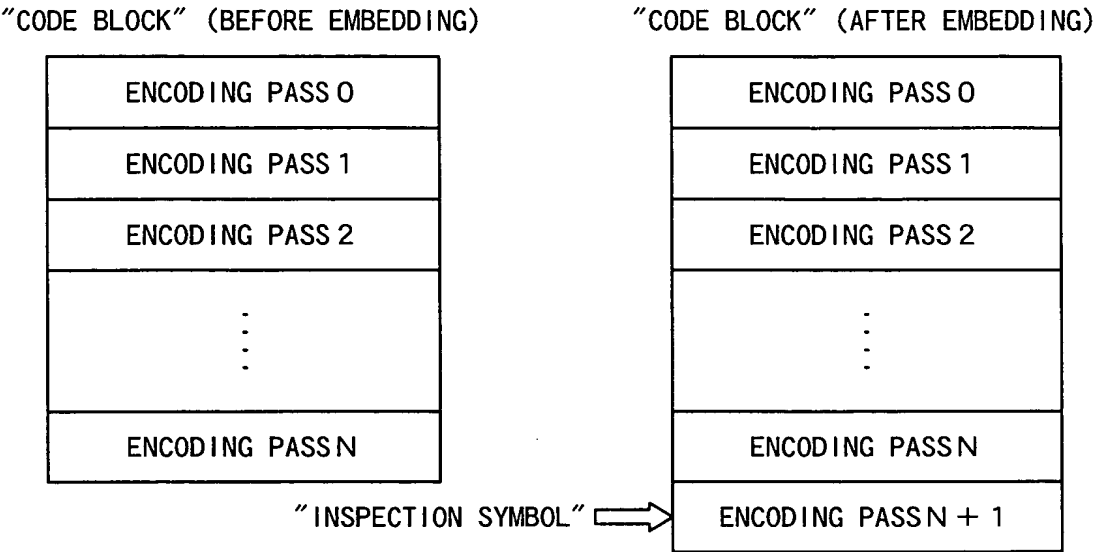 "CODE BLOCK" (BEFORE EMBEDDING)
ENCODING PASS 0
ENCODING PASS 1
ENCODING PASS 2
ENCODING PASS N
"CODE BLOCK" (AFTER EMBEDDING)
ENCODING PASS 0
ENCODING PASS 1
ENCODING PASS 2
ENCODING PASS N
"INSPECTION SYMBOL"
ENCODING PASS N + 1